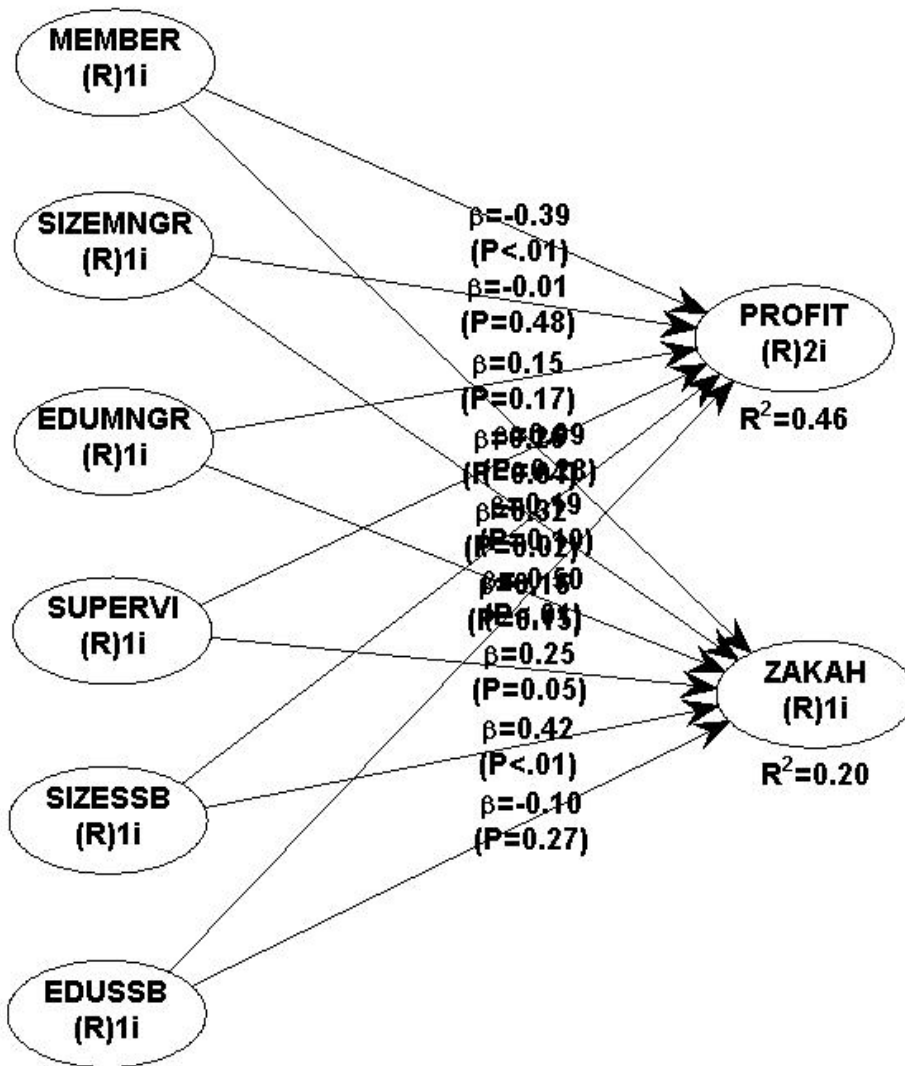 MEMBER
(R)1i
SIZEMNGR
(R)1i
EDUMNGR
(R)1i
SUPERVI
(R)1i
SIZESSB
(R)1i
EDUSSB
(R)1i
β=-0.39
(P<.01)
β=-0.01
(P=0.48)
β=0.15
(P=0.17)
β=0.25
(P=0.05)
β=0.42
(P<.01)
β=-0.10
(P=0.27)
PROFIT
(R)2i
R²=0.46
ZAKAH
(R)1i
R²=0.20